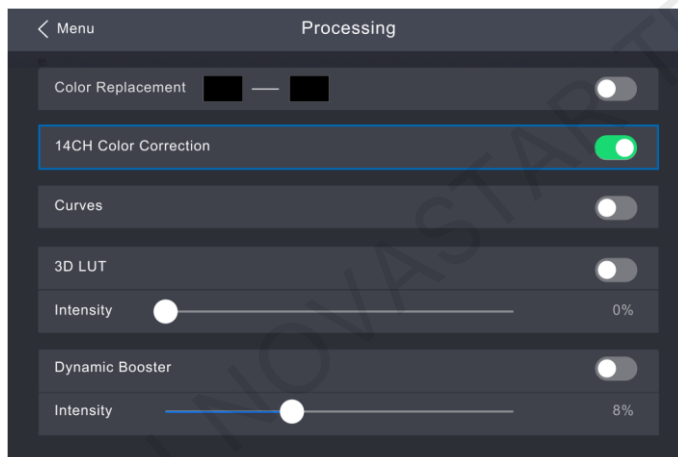 Menu
Processing
Color Replacement
14CH Color Correction
Curves
3D LUT
Intensity 0%
Dynamic Booster
Intensity 8%
NOVASTAR